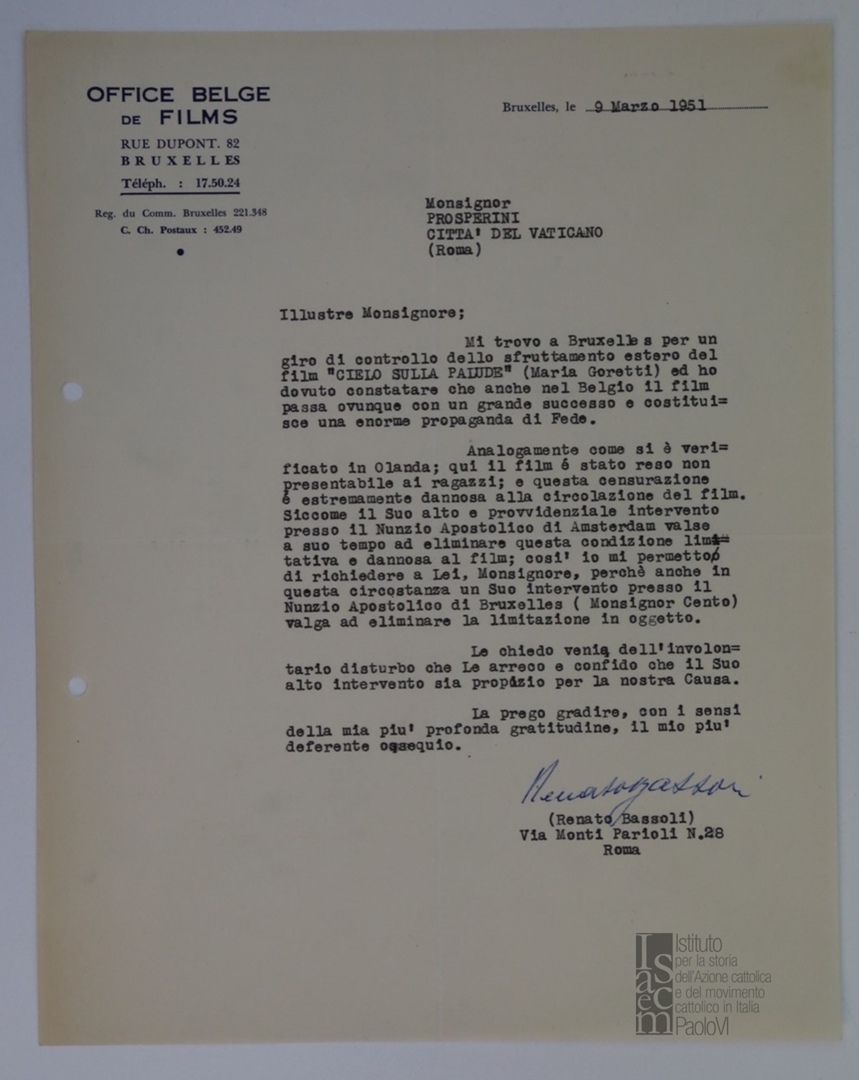 OFFICE BELGE
DE FILMS
RUE DUPONT. 82
BRUXELLES
Téléph. : 17.50.24
Reg. du Comm. Bruxelles 221.348
C. Ch. Postaux : 452.49
Bruxelles, le 9 Marzo 1951
Monsignor
PROSPERINI
CITTA' DEL VATICANO
(Roma)
Illustre Monsignore;
Mi trovo a Bruxelles per un
giro di controllo dello sfruttamento estero del
film "CIELO SULLA PALUDE" (Maria Goretti) ed ho
dovuto constatare che anche nel Belgio il film
passa ovunque con un grande successo e costitui=
sce una enorme propaganda di Fede.
Analogamente come si è veri=
ficato in Olanda; qui il film é stato reso non
presentabile ai ragazzi; e questa censurazione
é estremamente dannosa alla circolazione del film.
Siccome il Suo alto e provvidenziale intervento
presso il Nunzio Apostolico di Amsterdam valse
a suo tempo ad eliminare questa condizione limi=
tativa e dannosa al film; cosi' io mi permetto
di richiedere a Lei, Monsignore, perchè anche in
questa circostanza un Suo intervento presso il
Nunzio Apostolico di Bruxelles ( Monsignor Cento)
valga ad eliminare la limitazione in oggetto.
Le chiedo venia dell'involon=
tario disturbo che Le arreco e confido che il Suo
alto intervento sia propizio per la nostra Causa.
La prego gradire, con i sensi
della mia piu' profonda gratitudine, il mio piu'
deferente ossequio.
Renato Bassoli
(Renato Bassoli)
Via Monti Parioli N.28
Roma
Isacem
Istituto
per la storia
dell'Azione cattolica
e del movimento
cattolico in Italia
PaoloVI